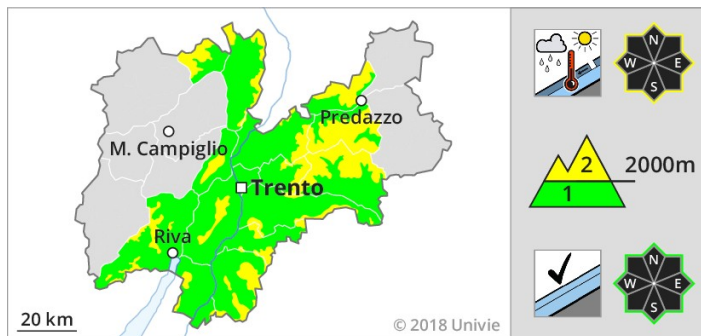 Predazzo
M. Campiglio
Trento
Riva
20 km
© 2018 Univie
N
W E
S
2 2000m
1
N
W E
S